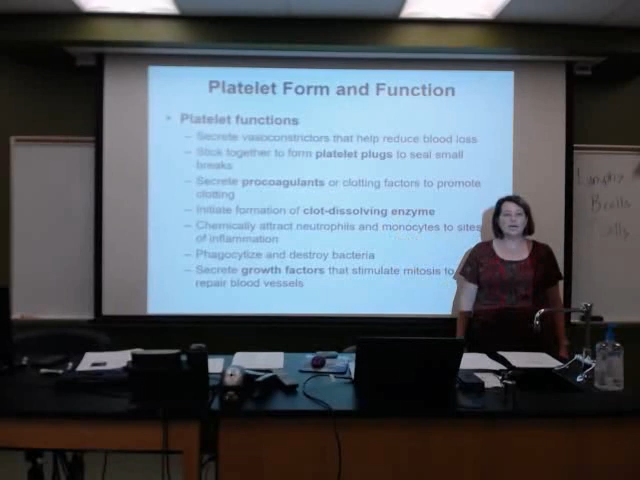 Platelet Form and Function
• Platelet functions
– Secrete vasoconstrictors that help reduce blood loss
– Stick together to form platelet plugs to seal small
breaks
– Secrete procoagulants or clotting factors to promote
clotting
– Initiate formation of clot-dissolving enzyme
– Chemically attract neutrophils and monocytes to sites
of inflammation
– Phagocytize and destroy bacteria
– Secrete growth factors that stimulate mitosis to
repair blood vessels